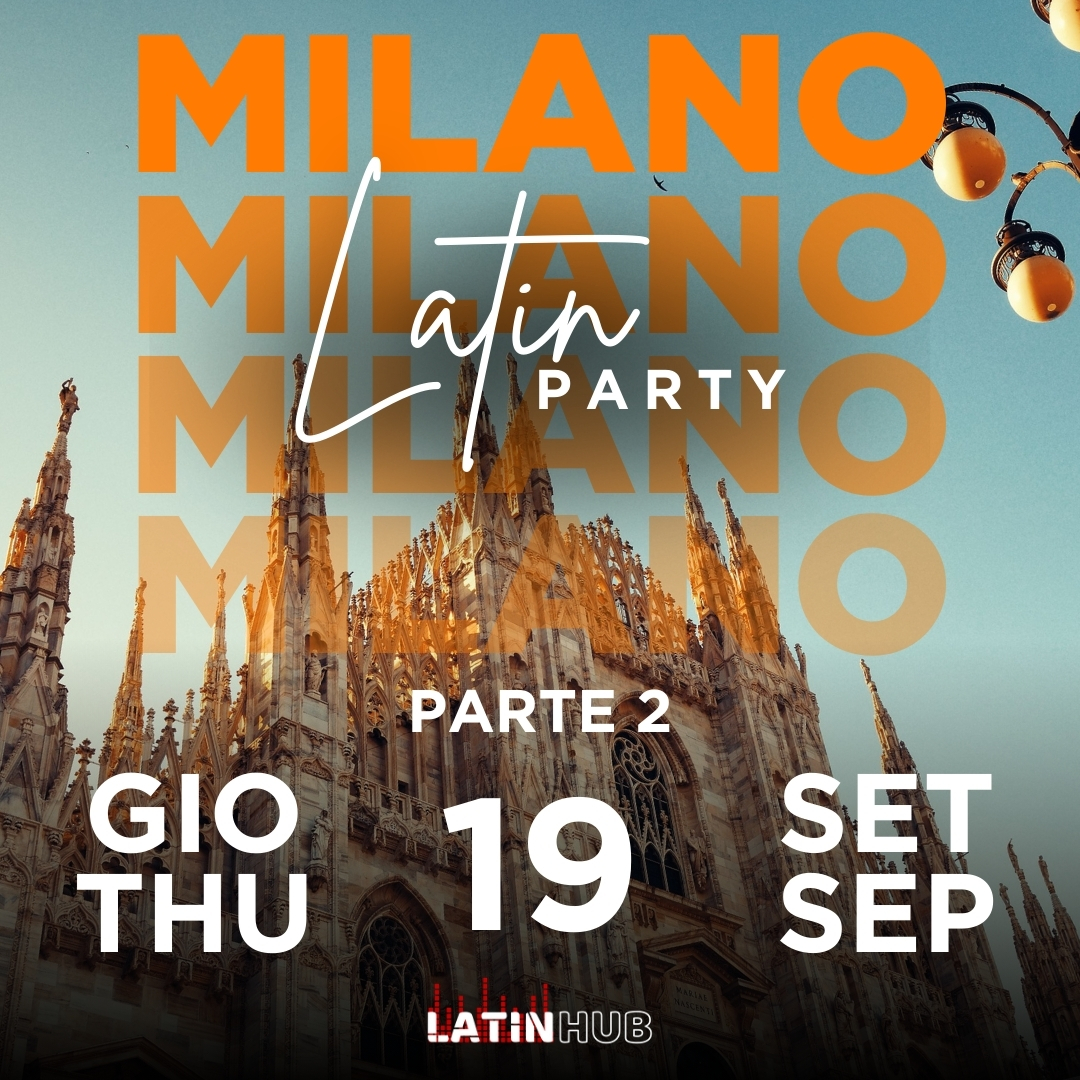 MILANO
MILANO
MILANO
MILANO
Latin
PARTY
PARTE 2
GIO
THU
19
SET
SEP
LATINHUB